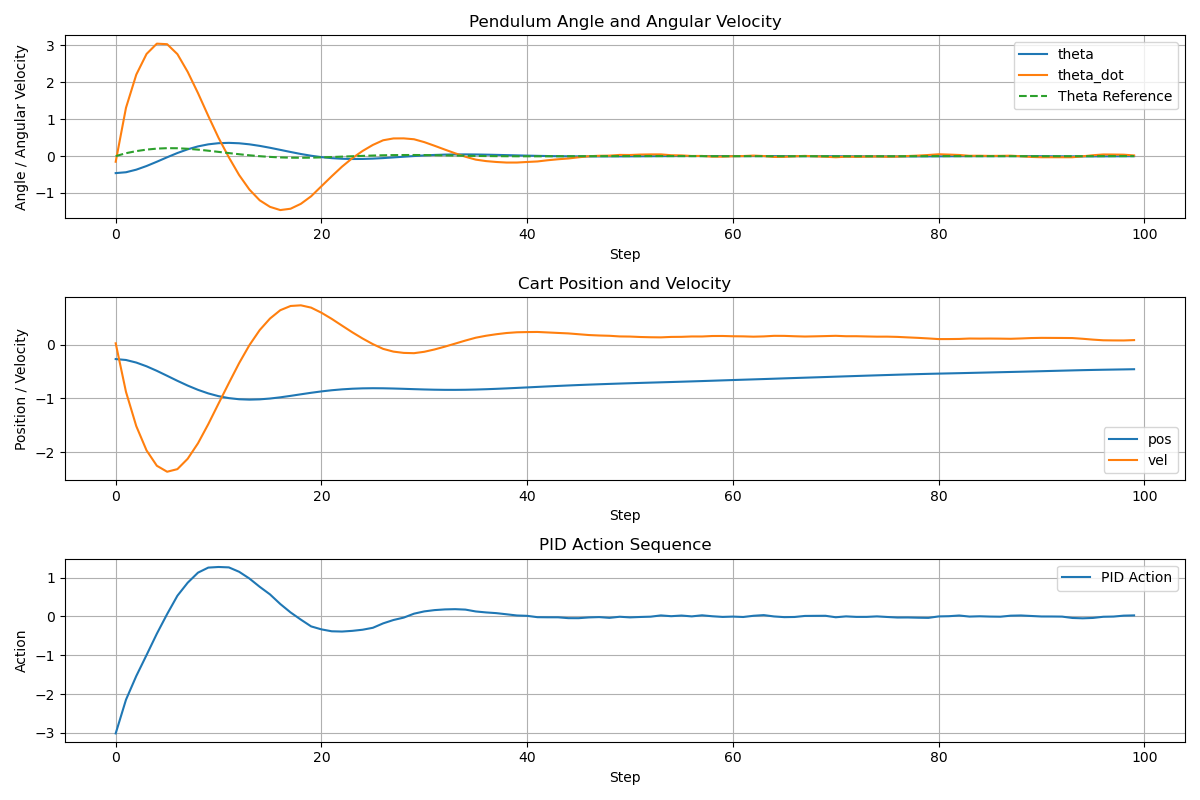 Pendulum Angle and Angular Velocity
Angle / Angular Velocity
3
2
1
0
−1
theta
theta_dot
Theta Reference
0 20 40 60 80 100
Step
Cart Position and Velocity
Position / Velocity
0
−1
−2
pos
vel
0 20 40 60 80 100
Step
PID Action Sequence
Action
1
0
−1
−2
−3
PID Action
0 20 40 60 80 100
Step